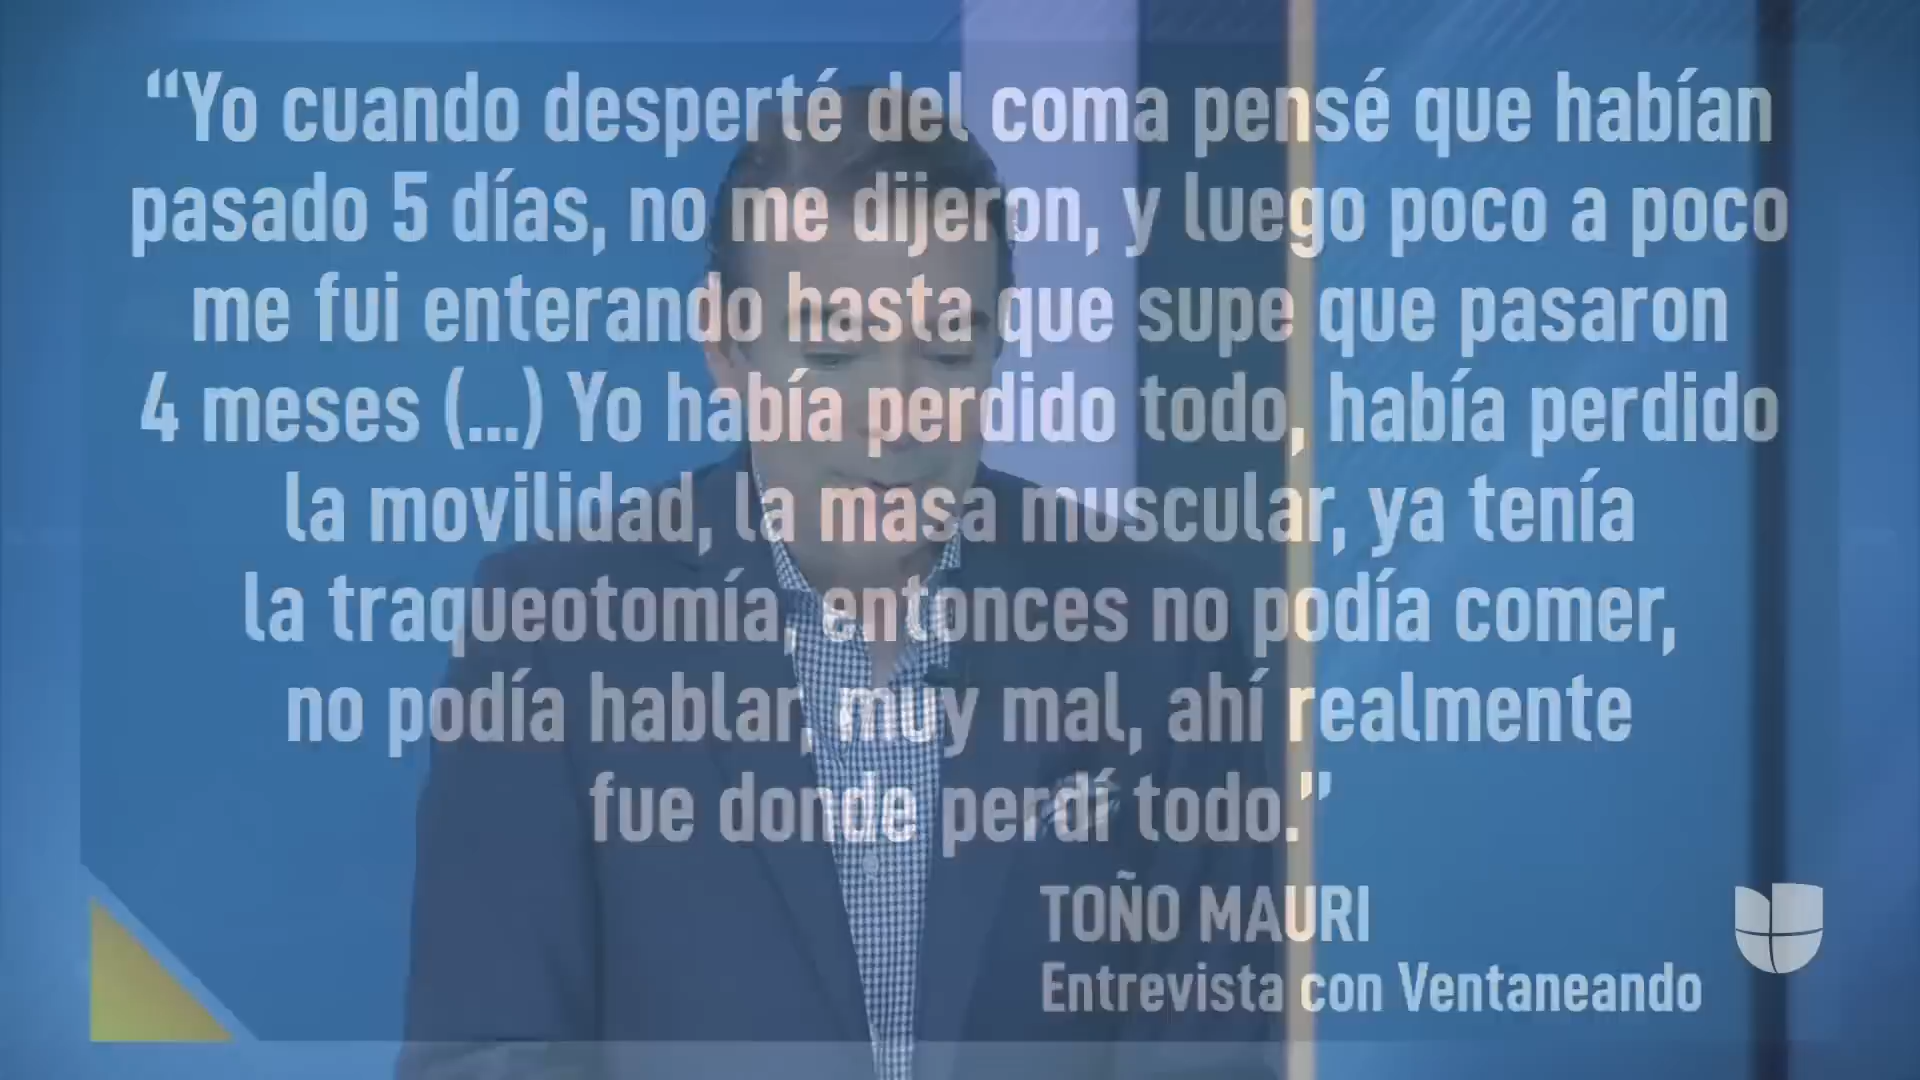 “Yo cuando desperté del coma pensé que habían
pasado 5 días, no me dijeron, y luego poco a poco
me fui enterando hasta que supe que pasaron
4 meses (...) Yo había perdido todo, había perdido
la movilidad, la masa muscular, ya tenía
la traqueotomía, entonces no podía comer,
no podía hablar, muy mal, ahí realmente
fue donde perdí todo.”
TOÑO MAURI
Entrevista con Ventaneando